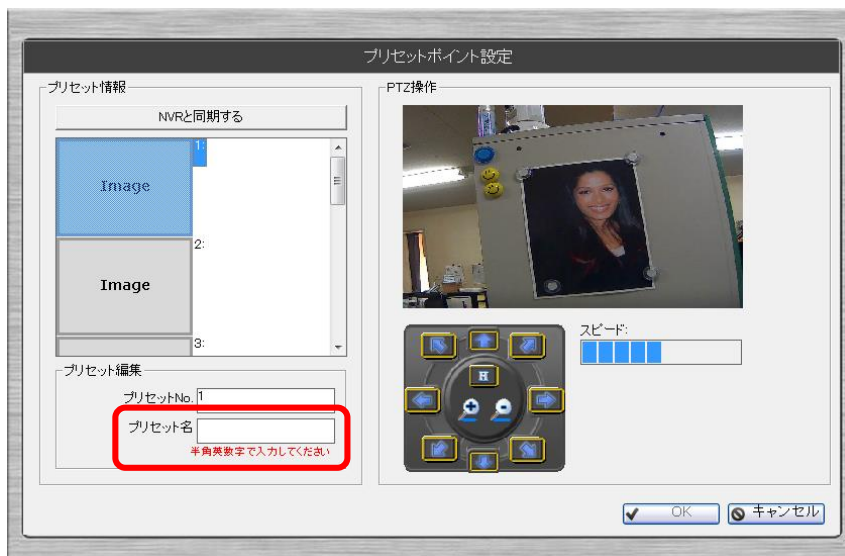 プリセットポイント設定
プリセット情報
NVRと同期する
Image
1:
Image
2:
3:
プリセット編集
プリセットNo. 1
プリセット名
半角英数字で入力してください
PTZ操作
スピード:
H
OK
キャンセル